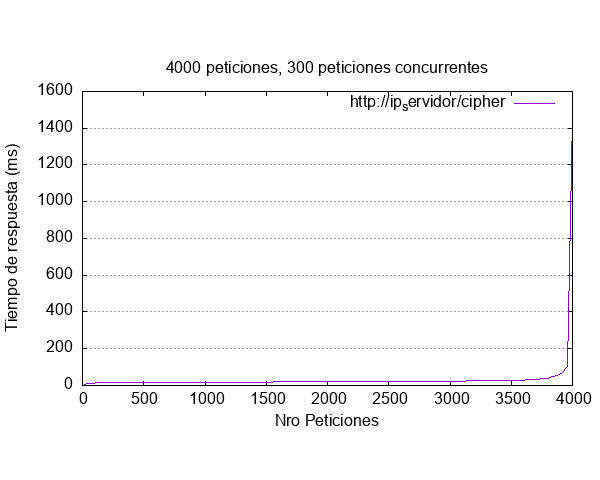 4000 peticiones, 300 peticiones concurrentes
1600
1400
1200
1000
800
600
400
200
0
Tiempo de respuesta (ms)
http://ipservidor/cipher
0 500 1000 1500 2000 2500 3000 3500 4000
Nro Peticiones